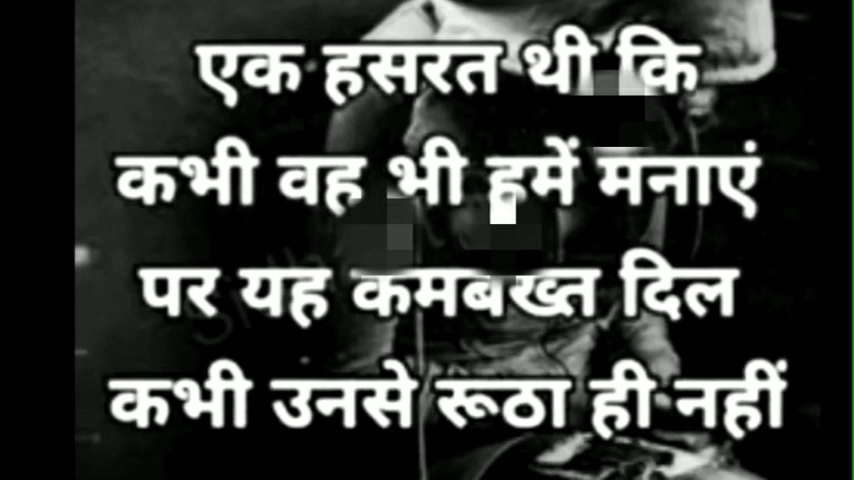 एक हसरत थी कि
कभी वह भी हमें मनाएं
पर यह कमबख्त दिल
कभी उनसे रूठा ही नहीं